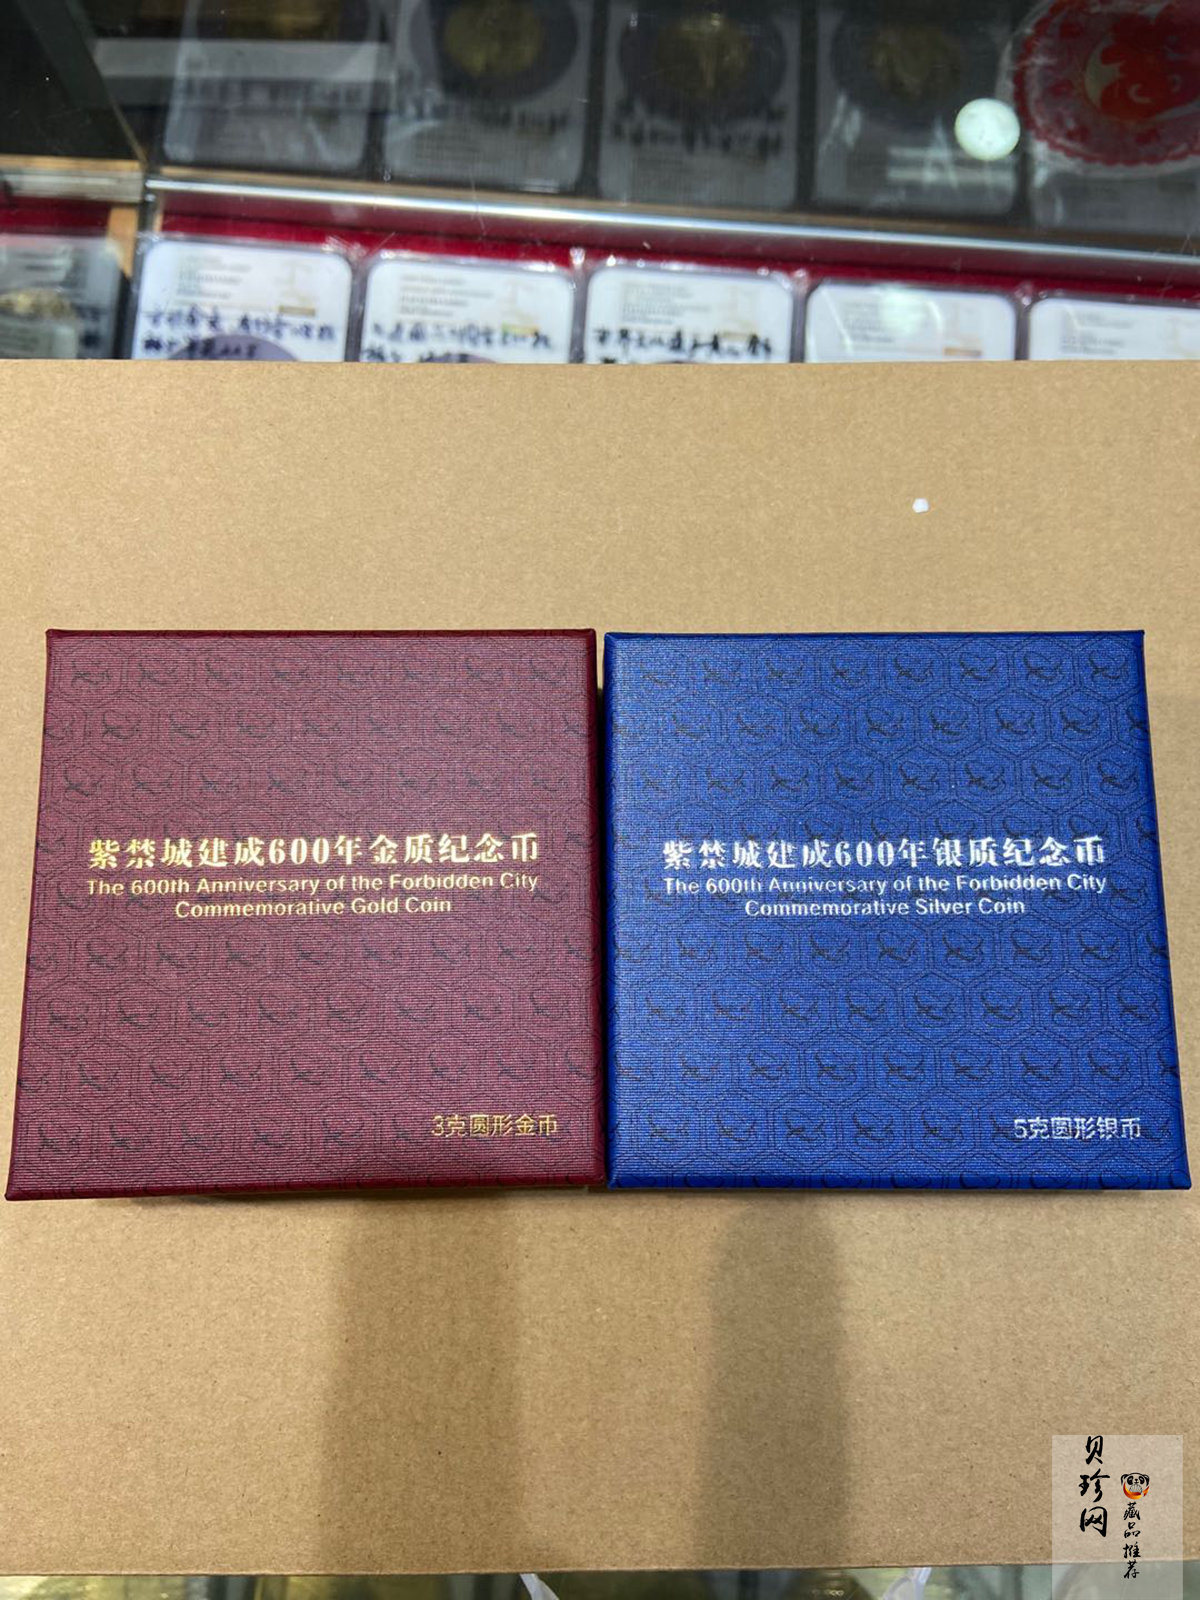 紫禁城建成600年金质纪念币
The 600th Anniversary of the Forbidden City
Commemorative Gold Coin
3克圆形金币
紫禁城建成600年银质纪念币
The 600th Anniversary of the Forbidden City
Commemorative Silver Coin
5克圆形银币
贝珍网
藏品推荐